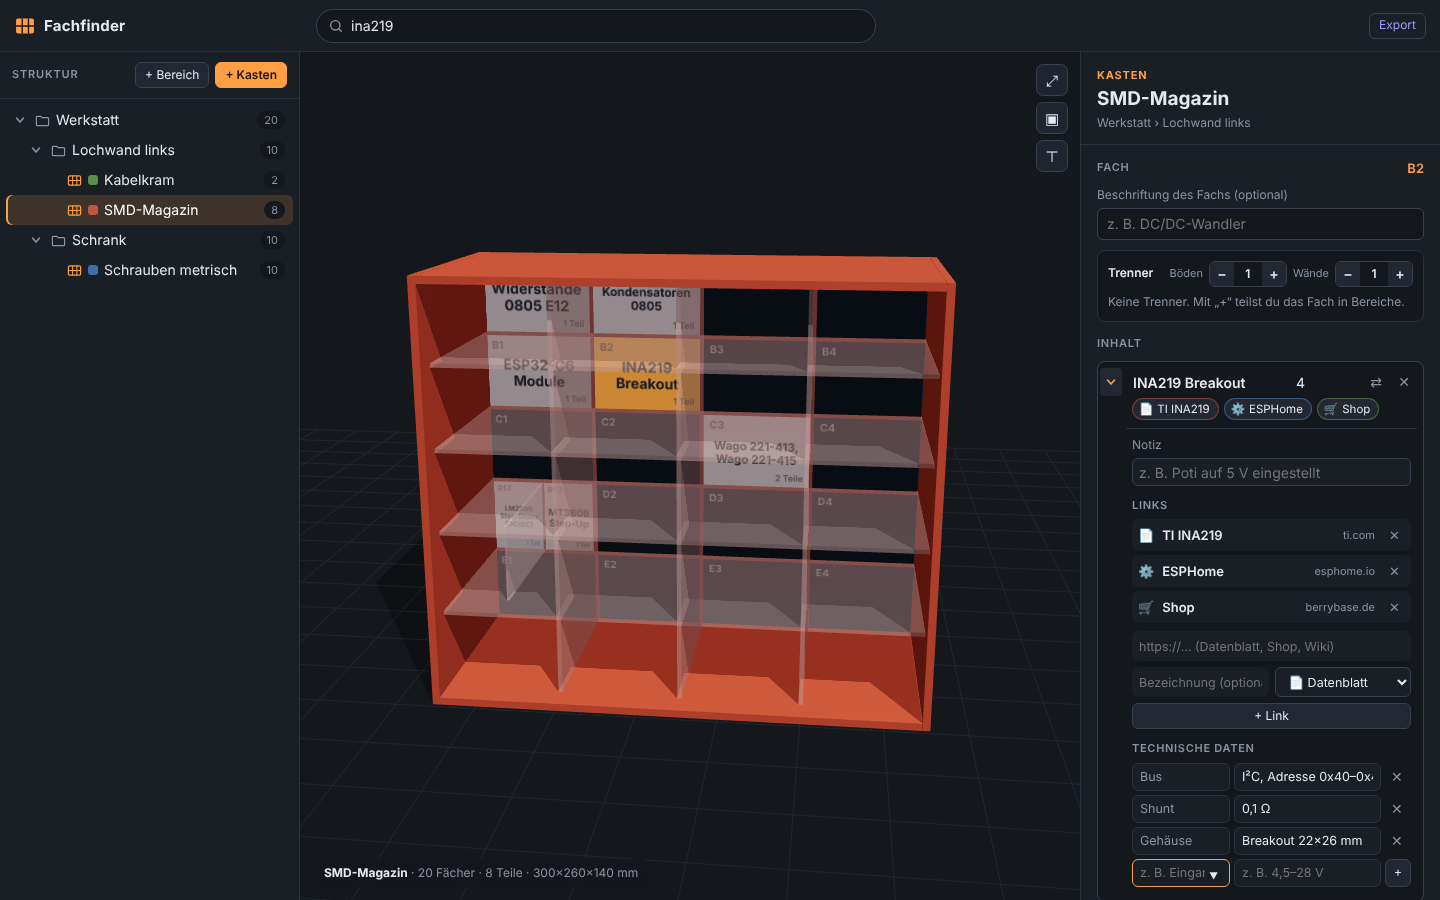 Fachfinder
ina219
Export
STRUKTUR
+ Bereich
+ Kasten
Werkstatt 20
Lochwand links 10
Kabelkram 2
SMD-Magazin 8
Schrank 10
Schrauben metrisch 10
Widerstände
0805 E12
1 Teil
Kondensatoren
0805
1 Teil
B1
ESP32-C6
Module
1 Teil
B2
INA219
Breakout
1 Teil
B3
B4
C1
C2
C3
Wago 221-413,
Wago 221-415
2 Teile
C4
MT3608
Step-Up
D2
D3
D4
E1
E2
E3
E4
SMD-Magazin · 20 Fächer · 8 Teile · 300×260×140 mm
KASTEN
SMD-Magazin
Werkstatt › Lochwand links
FACH B2
Beschriftung des Fachs (optional)
z. B. DC/DC-Wandler
Trenner Böden − 1 + Wände − 1 +
Keine Trenner. Mit „+“ teilst du das Fach in Bereiche.
INHALT
INA219 Breakout 4 ⇄ ✕
TI INA219 ESPHome Shop
Notiz
z. B. Poti auf 5 V eingestellt
LINKS
TI INA219 ti.com ✕
ESPHome esphome.io ✕
Shop berrybase.de ✕
https://... (Datenblatt, Shop, Wiki)
Bezeichnung (option
Datenblatt
+ Link
TECHNISCHE DATEN
Bus I²C, Adresse 0x40–0x ✕
Shunt 0,1 Ω ✕
Gehäuse Breakout 22×26 mm ✕
z. B. Eingar z. B. 4,5–28 V +